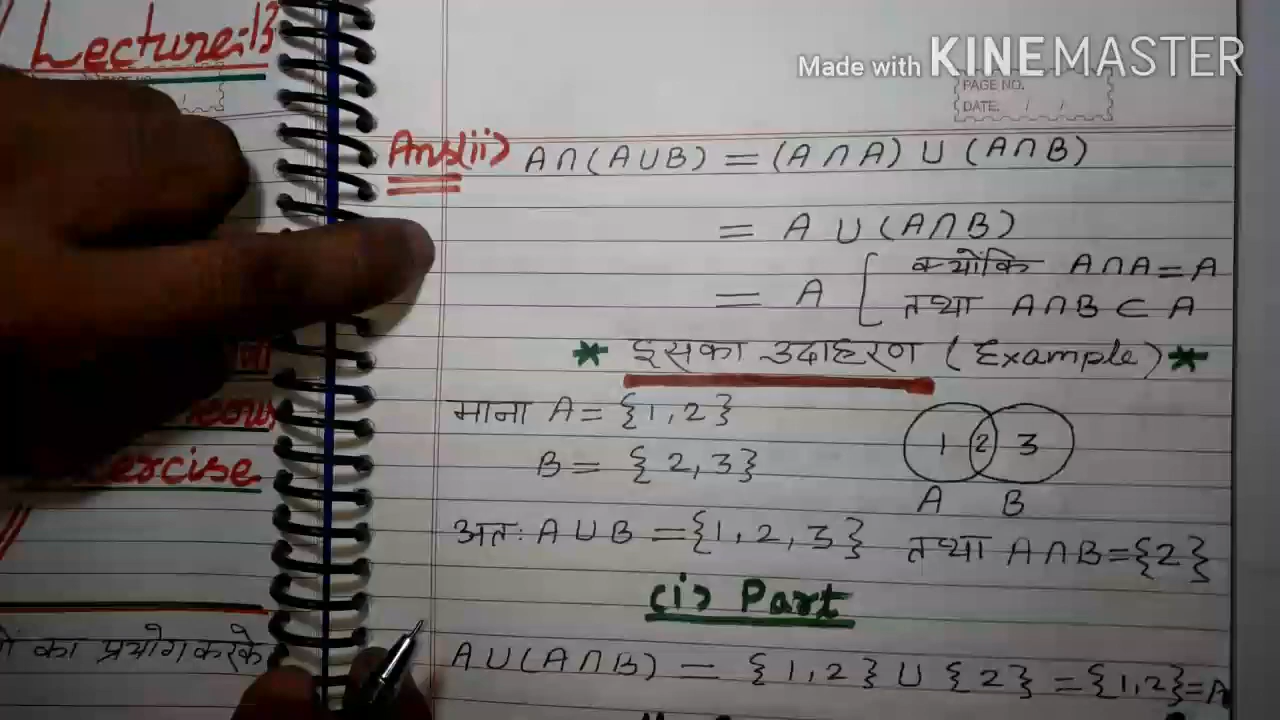 Lecture:-13
Made with KINEMASTER
PAGE NO.
DATE: / /
Ans(ii) A∩(A∪B) = (A∩A) ∪ (A∩B)
= A ∪ (A∩B)
= A [ क्योंकि A∩A=A
तथा A∩B ⊂ A
* इसका उदाहरण (Example) *
माना A = {1,2}
B = {2,3}
1 2 3
A B
अतः A∪B = {1,2,3} तथा A∩B={2}
(i) Part
का प्रयोग करके
A∪(A∩B) = {1,2} ∪ {2} = {1,2}=A